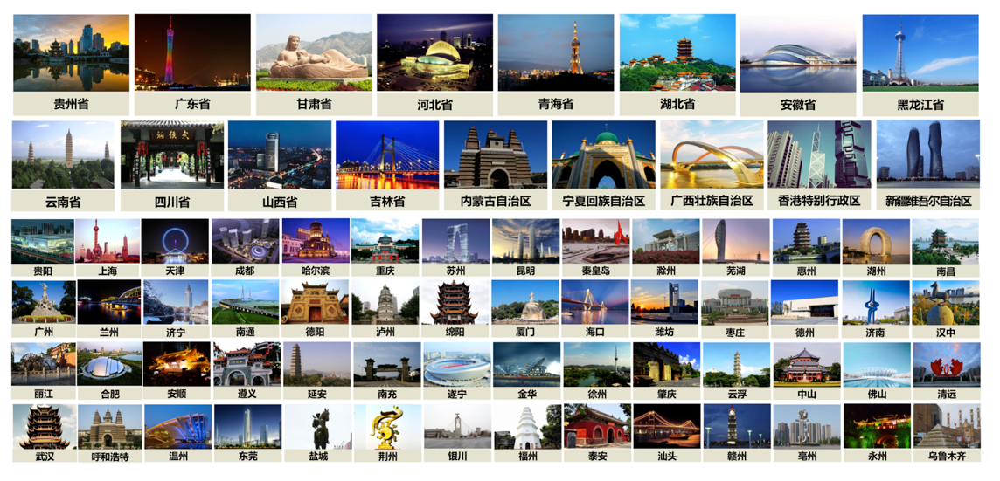 贵州省 广东省 甘肃省 河北省 青海省 湖北省 安徽省 黑龙江省
武侯祠
云南省 四川省 山西省 吉林省 内蒙古自治区 宁夏回族自治区 广西壮族自治区 香港特别行政区 新疆维吾尔自治区
贵阳 上海 天津 成都 哈尔滨 重庆 苏州 昆明 秦皇岛 滁州 芜湖 惠州 湖州 南昌
广州 兰州 济宁 南通 德阳 泸州 绵阳 厦门 海口 潍坊 枣庄 德州 济南 汉中
丽江 合肥 安顺 遵义 延安 南充 遂宁 金华 徐州 肇庆 云浮 中山 佛山 清远
武汉 呼和浩特 温州 东莞 盐城 荆州 银川 福州 泰安 汕头 赣州 亳州 永州 乌鲁木齐